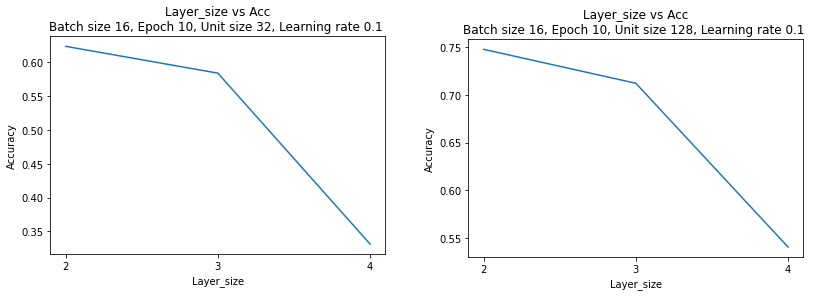 Layer_size vs Acc
Batch size 16, Epoch 10, Unit size 32, Learning rate 0.1
0.60
0.55
0.50
0.45
0.40
0.35
Accuracy
2
3
4
Layer_size
Layer_size vs Acc
Batch size 16, Epoch 10, Unit size 128, Learning rate 0.1
0.75
0.70
0.65
0.60
0.55
Accuracy
2
3
4
Layer_size